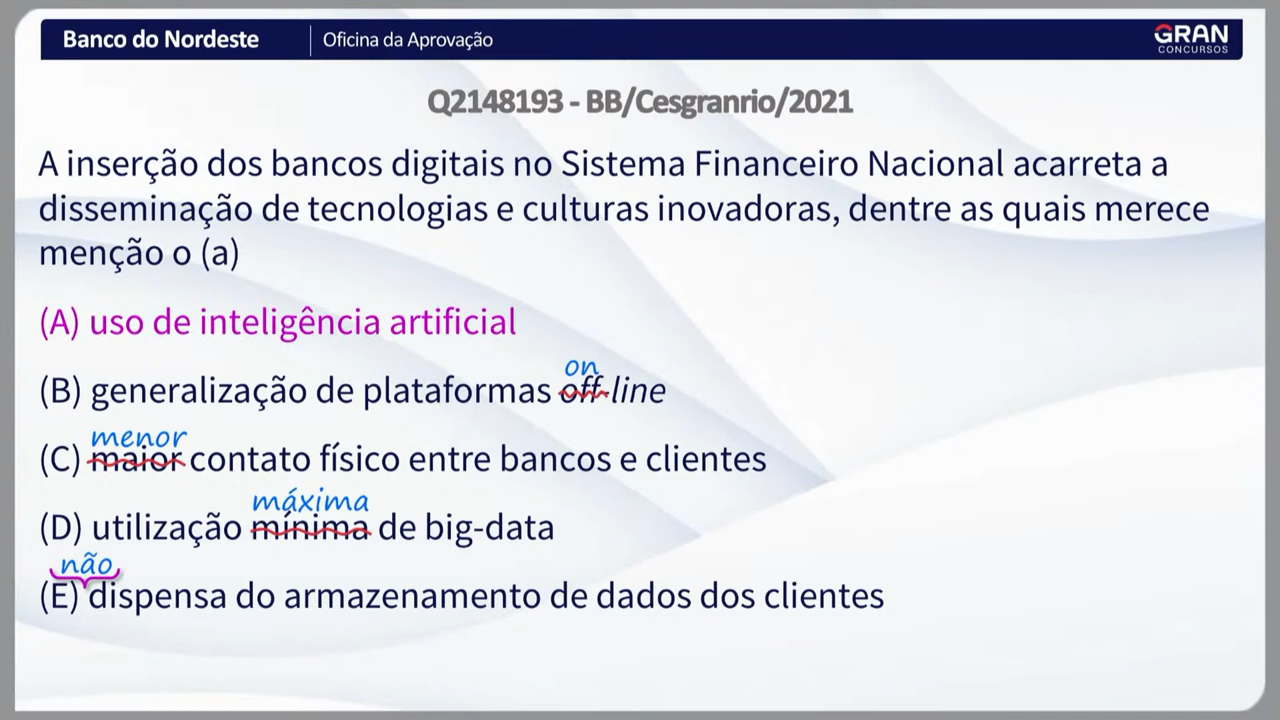 Banco do Nordeste
Oficina da Aprovação
GRAN
CONCURSOS
Q2148193 - BB/Cesgranrio/2021
A inserção dos bancos digitais no Sistema Financeiro Nacional acarreta a
disseminação de tecnologias e culturas inovadoras, dentre as quais merece
menção o (a)
(A) uso de inteligência artificial
on
(B) generalização de plataformas off-line
menor
(C) maior contato físico entre bancos e clientes
máxima
(D) utilização mínima de big-data
não
(E) dispensa do armazenamento de dados dos clientes